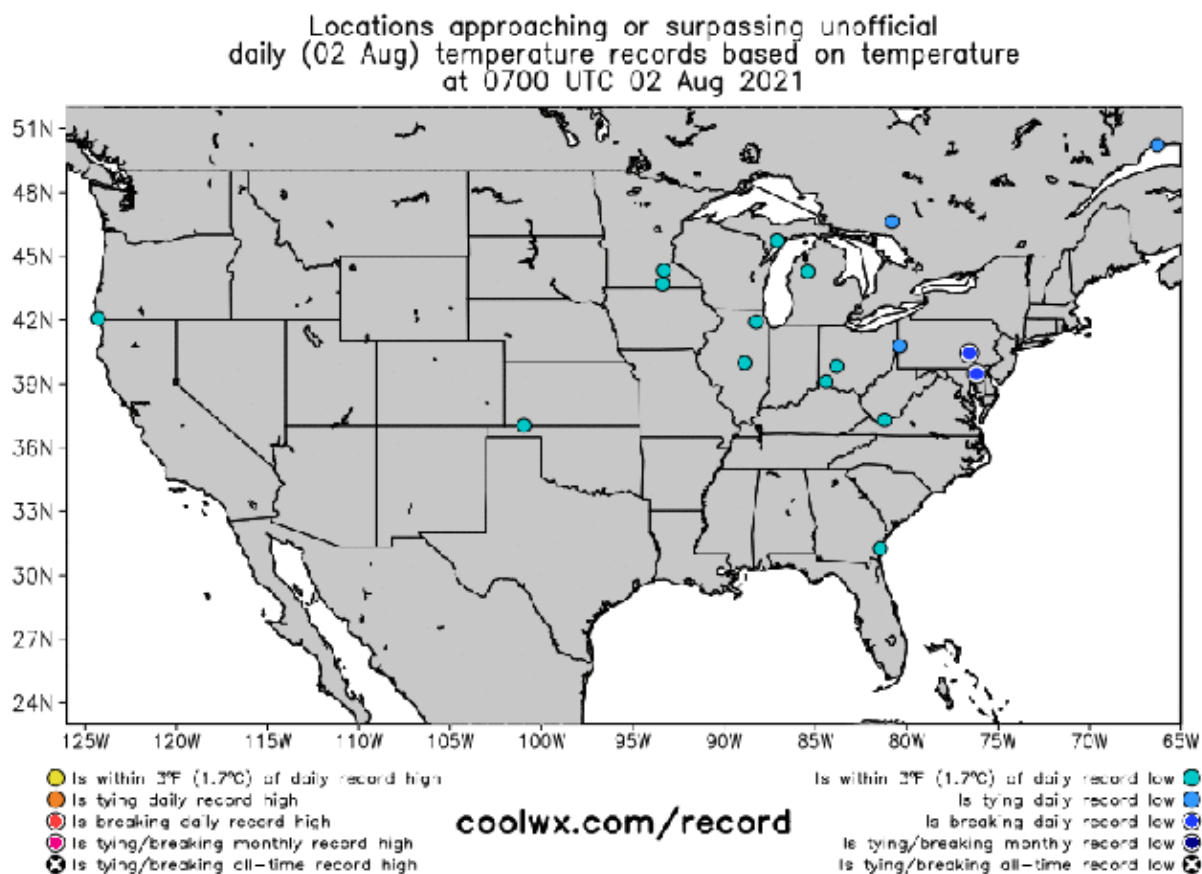 Locations approaching or surpassing unofficial
daily (02 Aug) temperature records based on temperature
at 0700 UTC 02 Aug 2021
51N
48N
45N
42N
39N
36N
33N
30N
27N
24N
125W 120W 115W 110W 105W 100W 95W 90W 85W 80W 75W 70W 65W
Is within 3°F (1.7°C) of daily record high
Is tying daily record high
Is breaking daily record high
Is tying/breaking monthly record high
Is tying/breaking all-time record high
coolwx.com/record
Is within 3°F (1.7°C) of daily record low
Is tying daily record low
Is breaking daily record low
Is tying/breaking monthly record low
Is tying/breaking all-time record low